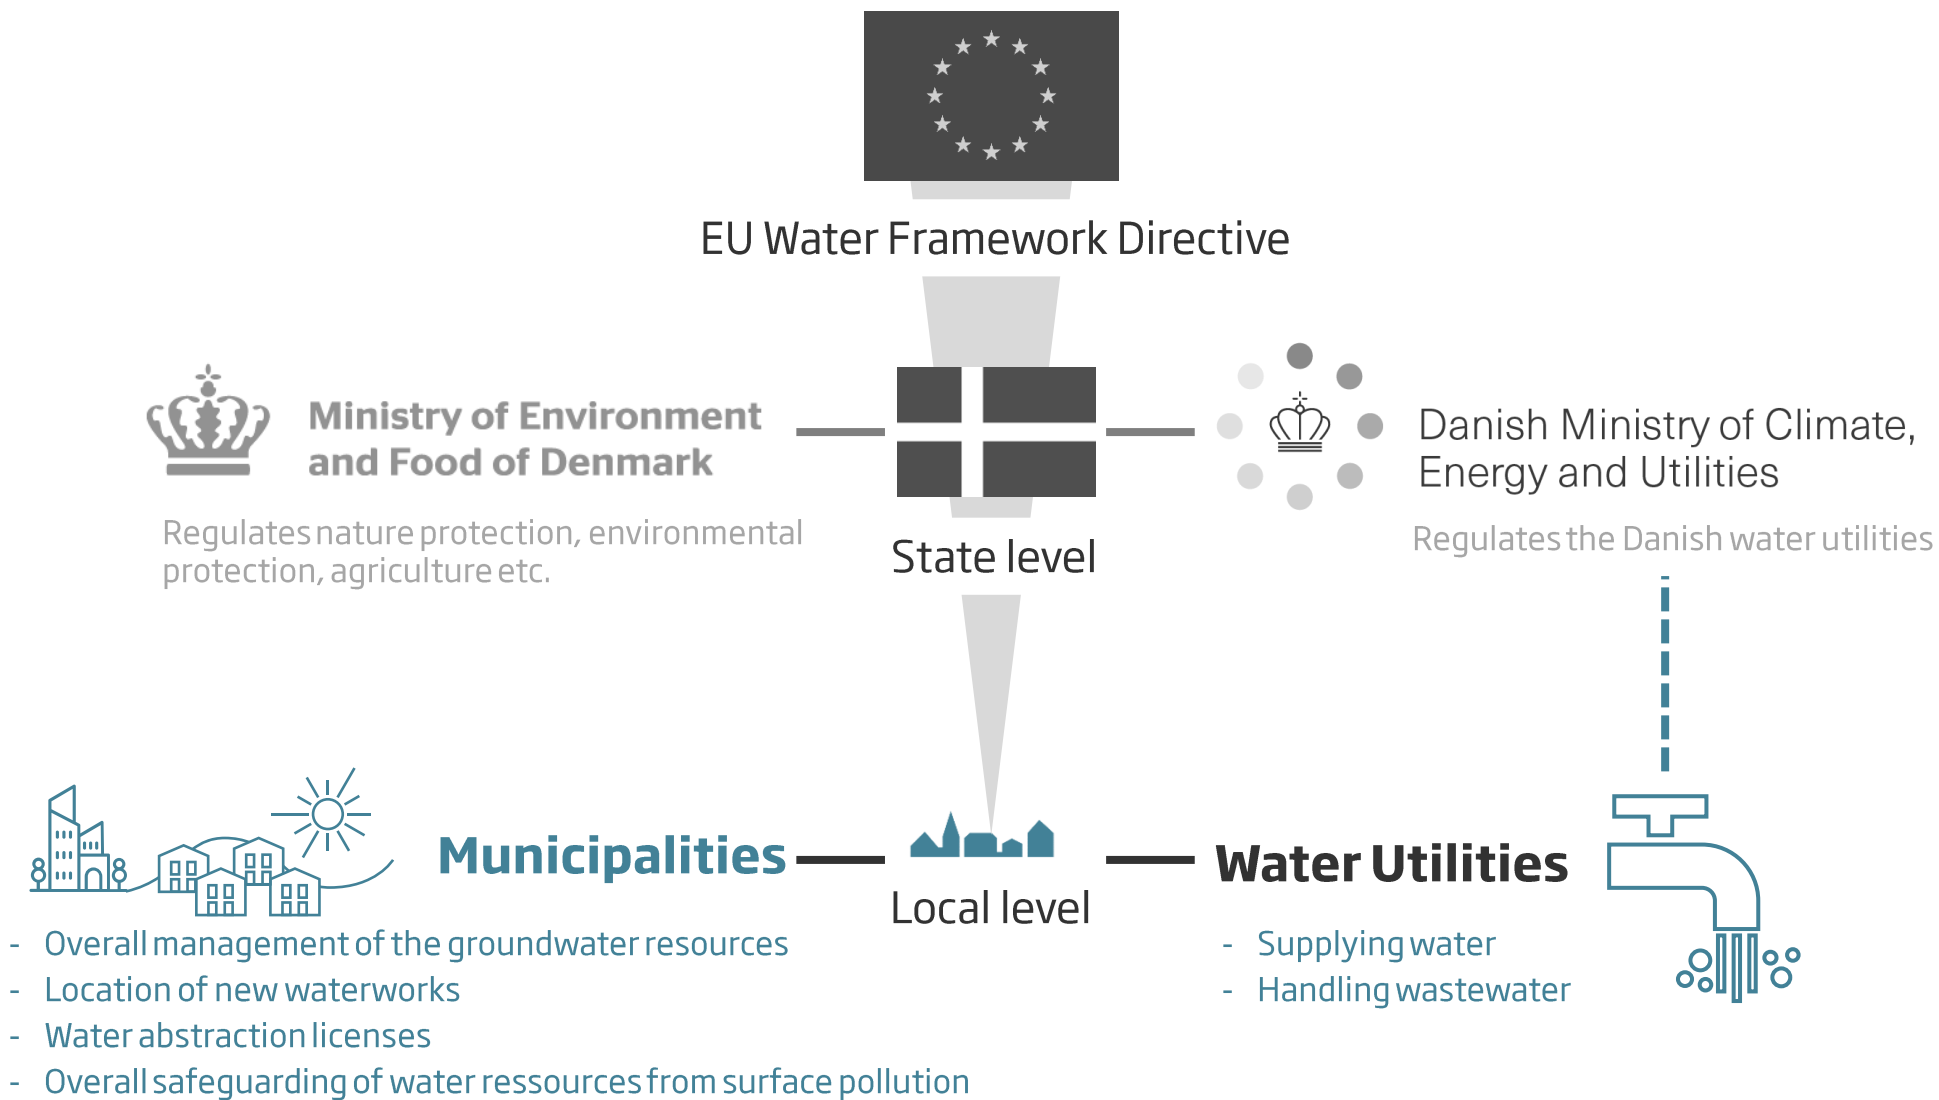 EU Water Framework Directive
Ministry of Environment
and Food of Denmark
Regulates nature protection, environmental
protection, agriculture etc.
State level
Danish Ministry of Climate,
Energy and Utilities
Regulates the Danish water utilities
Municipalities
- Overall management of the groundwater resources
- Location of new waterworks
- Water abstraction licenses
- Overall safeguarding of water ressources from surface pollution
Local level
Water Utilities
- Supplying water
- Handling wastewater